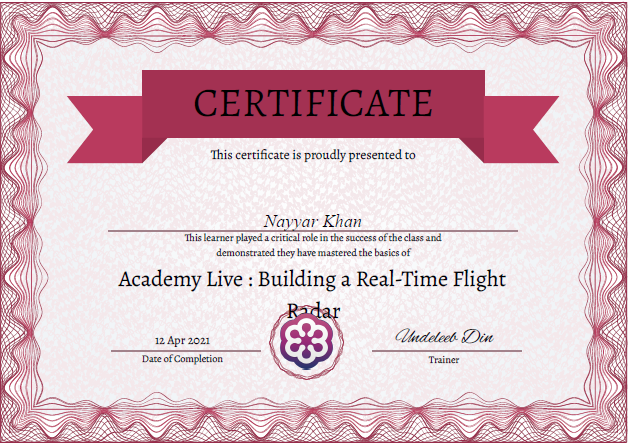 CERTIFICATE
This certificate is proudly presented to
Nayyar Khan
This learner played a critical role in the success of the class and
demonstrated they have mastered the basics of
Academy Live : Building a Real-Time Flight
Radar
12 Apr 2021
Undeleeb Din
Date of Completion
Trainer